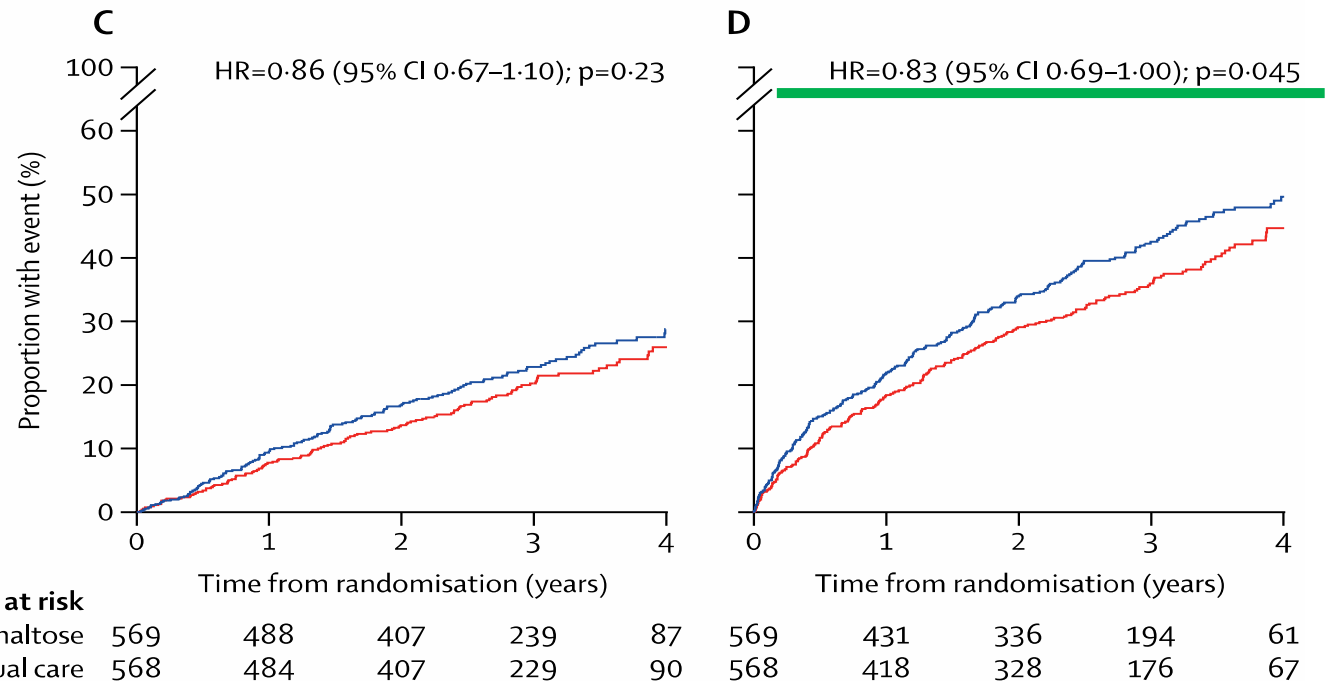 C
D
HR=0·86 (95% CI 0·67–1·10); p=0·23
HR=0·83 (95% CI 0·69–1·00); p=0·045
Proportion with event (%)
100
60
50
40
30
20
10
0
0 1 2 3 4
0 1 2 3 4
Time from randomisation (years)
Time from randomisation (years)
at risk
naltose 569 488 407 239 87 569 431 336 194 61
ual care 568 484 407 229 90 568 418 328 176 67